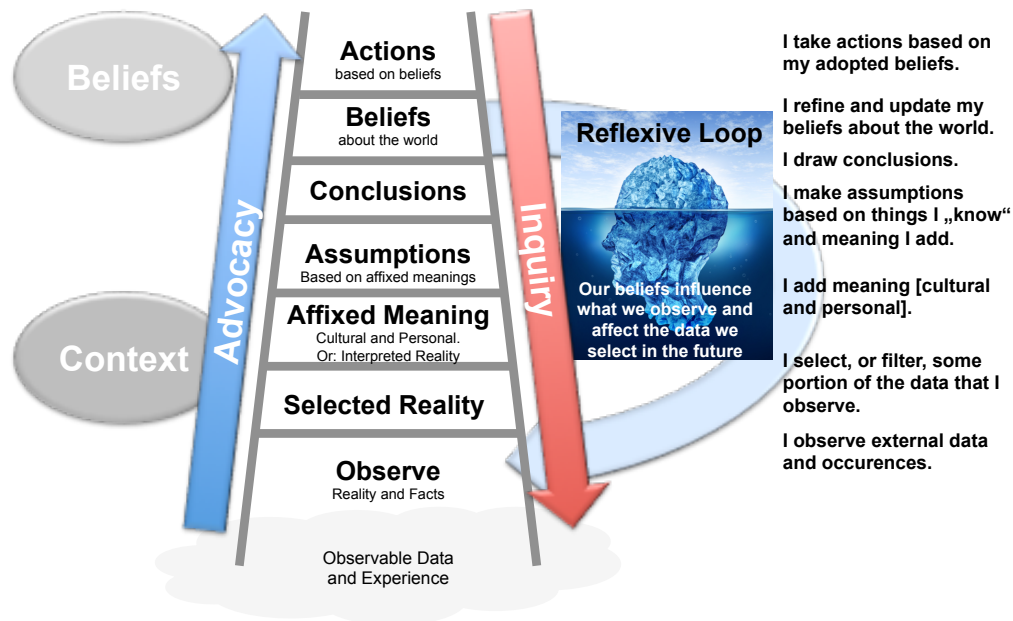 Beliefs
Context
Advocacy
Actions
based on beliefs
Beliefs
about the world
Conclusions
Assumptions
Based on affixed meanings
Affixed Meaning
Cultural and Personal.
Or: Interpreted Reality
Selected Reality
Observe
Reality and Facts
Observable Data
and Experience
Inquiry
Reflexive Loop
Our beliefs influence
what we observe and
affect the data we
select in the future
I take actions based on
my adopted beliefs.
I refine and update my
beliefs about the world.
I draw conclusions.
I make assumptions
based on things I „know“
and meaning I add.
I add meaning [cultural
and personal].
I select, or filter, some
portion of the data that I
observe.
I observe external data
and occurences.